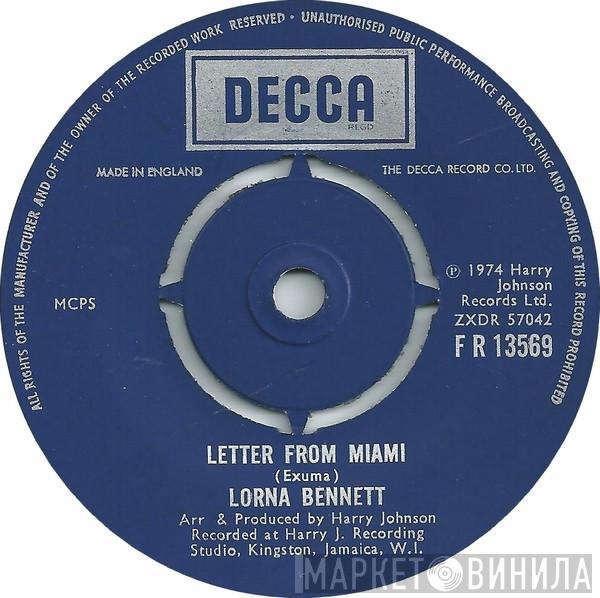 ALL RIGHTS OF THE MANUFACTURER AND OF THE OWNER OF THE RECORDED WORK RESERVED · UNAUTHORISED PUBLIC PERFORMANCE BROADCASTING AND COPYING OF THIS RECORD PROHIBITED
DECCA
REGD
MADE IN ENGLAND
THE DECCA RECORD CO. LTD.
MCPS
℗ 1974 Harry
Johnson
Records Ltd.
ZXDR 57042
F R 13569
LETTER FROM MIAMI
(Exuma)
LORNA BENNETT
Arr & Produced by Harry Johnson
Recorded at Harry J. Recording
Studio, Kingston, Jamaica, W.I.
МАРКЕТ ВИНИЛА